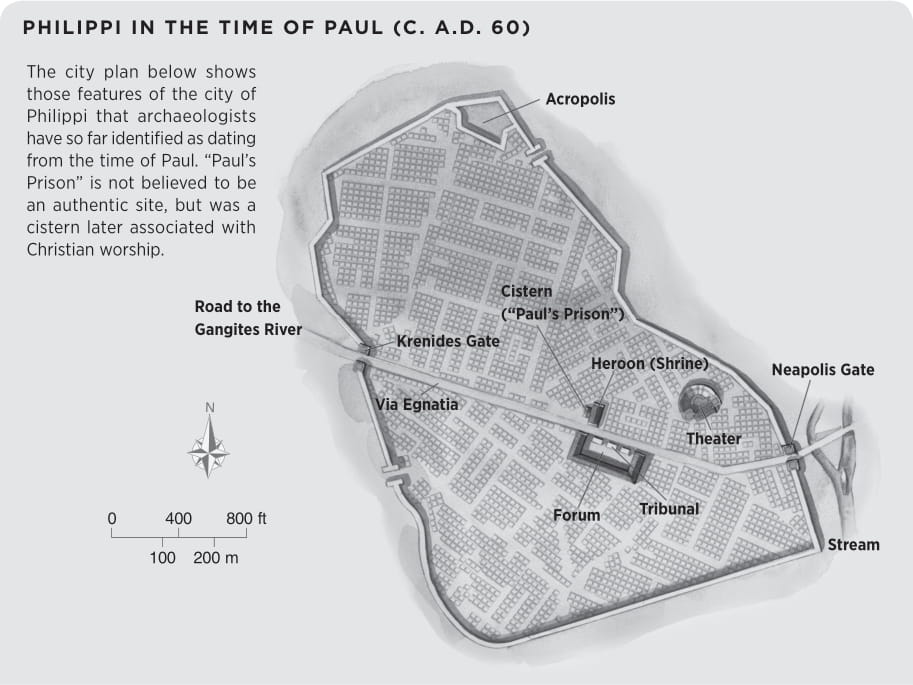 PHILIPPI IN THE TIME OF PAUL (C. A.D. 60)
The city plan below shows
those features of the city of
Philippi that archaeologists
have so far identified as dating
from the time of Paul. “Paul’s
Prison” is not believed to be
an authentic site, but was a
cistern later associated with
Christian worship.
Acropolis
Cistern
(“Paul’s Prison”)
Road to the
Gangites River
Krenides Gate
Heroon (Shrine)
Neapolis Gate
Via Egnatia
N
Theater
Tribunal
Forum
0 400 800 ft
100 200 m
Stream